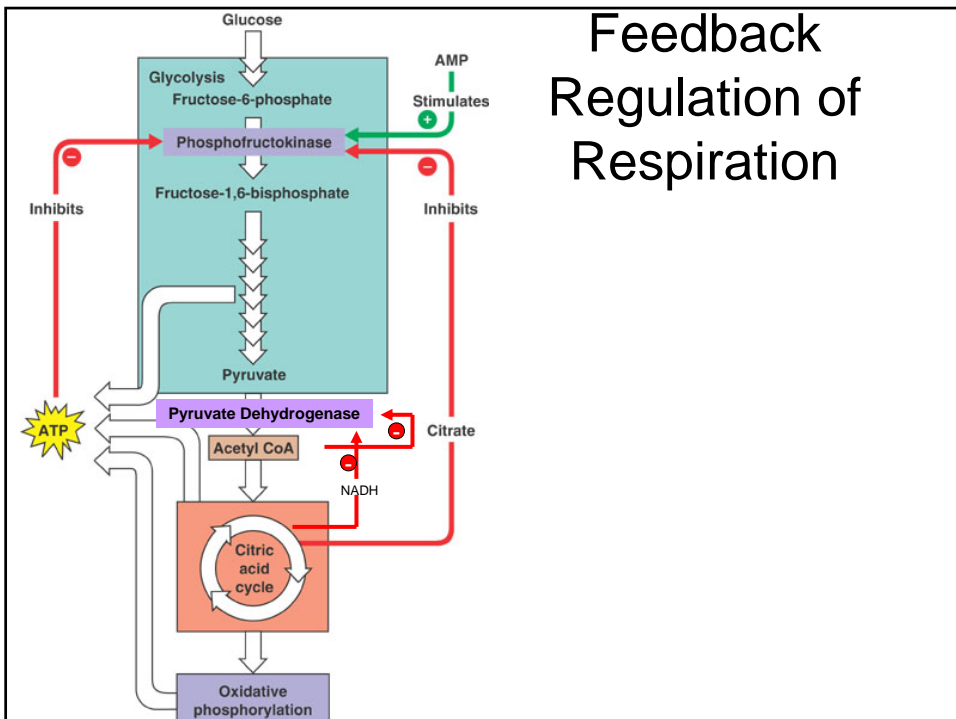 Feedback
Regulation of
Respiration
Glucose
Glycolysis
Fructose-6-phosphate
AMP
Stimulates
+
Phosphofructokinase
−
−
Fructose-1,6-bisphosphate
Inhibits
Inhibits
Pyruvate
Pyruvate Dehydrogenase
ATP
-
Citrate
Acetyl CoA
-
NADH
Citric
acid
cycle
Oxidative
phosphorylation